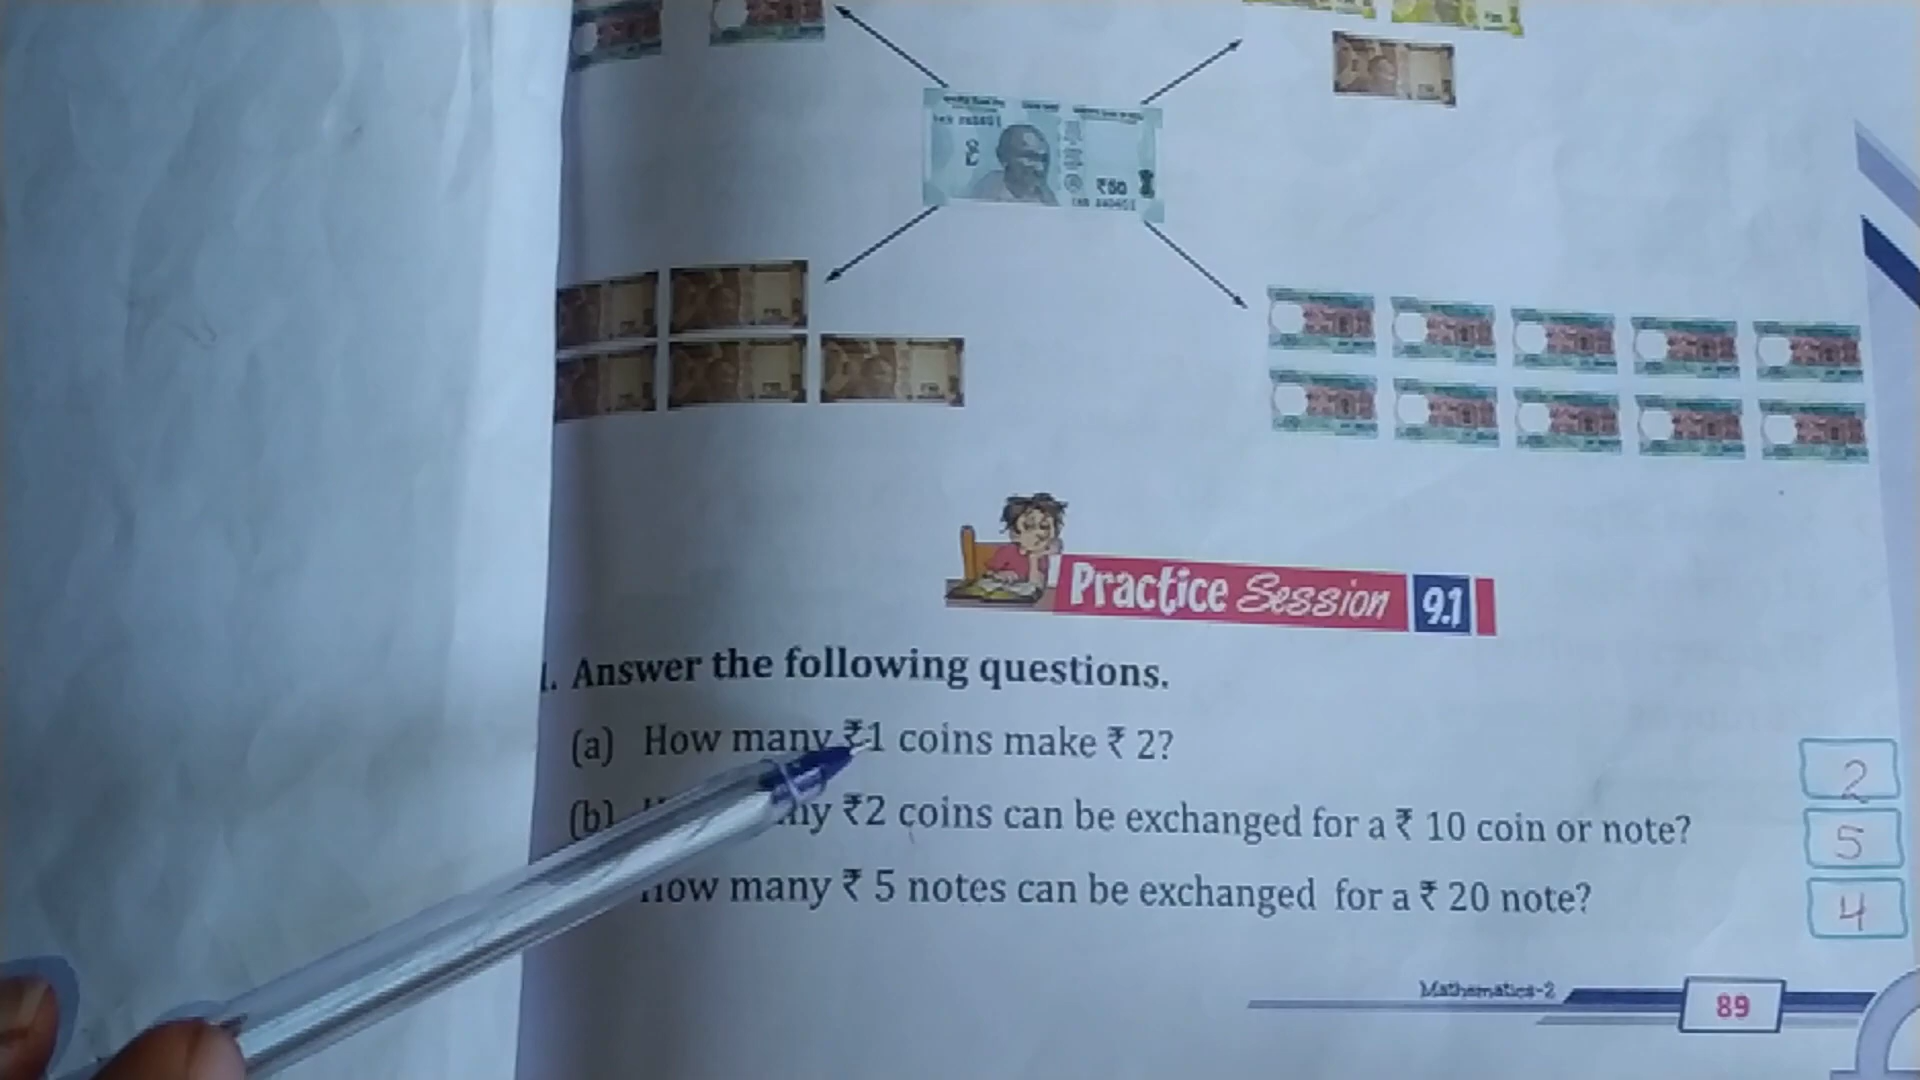 ₹50
Practice Session 9.1
. Answer the following questions.
(a) How many ₹1 coins make ₹ 2? 2
(b) ny ₹2 coins can be exchanged for a ₹ 10 coin or note? 5
How many ₹ 5 notes can be exchanged for a ₹ 20 note? 4
Mathematics-2 89